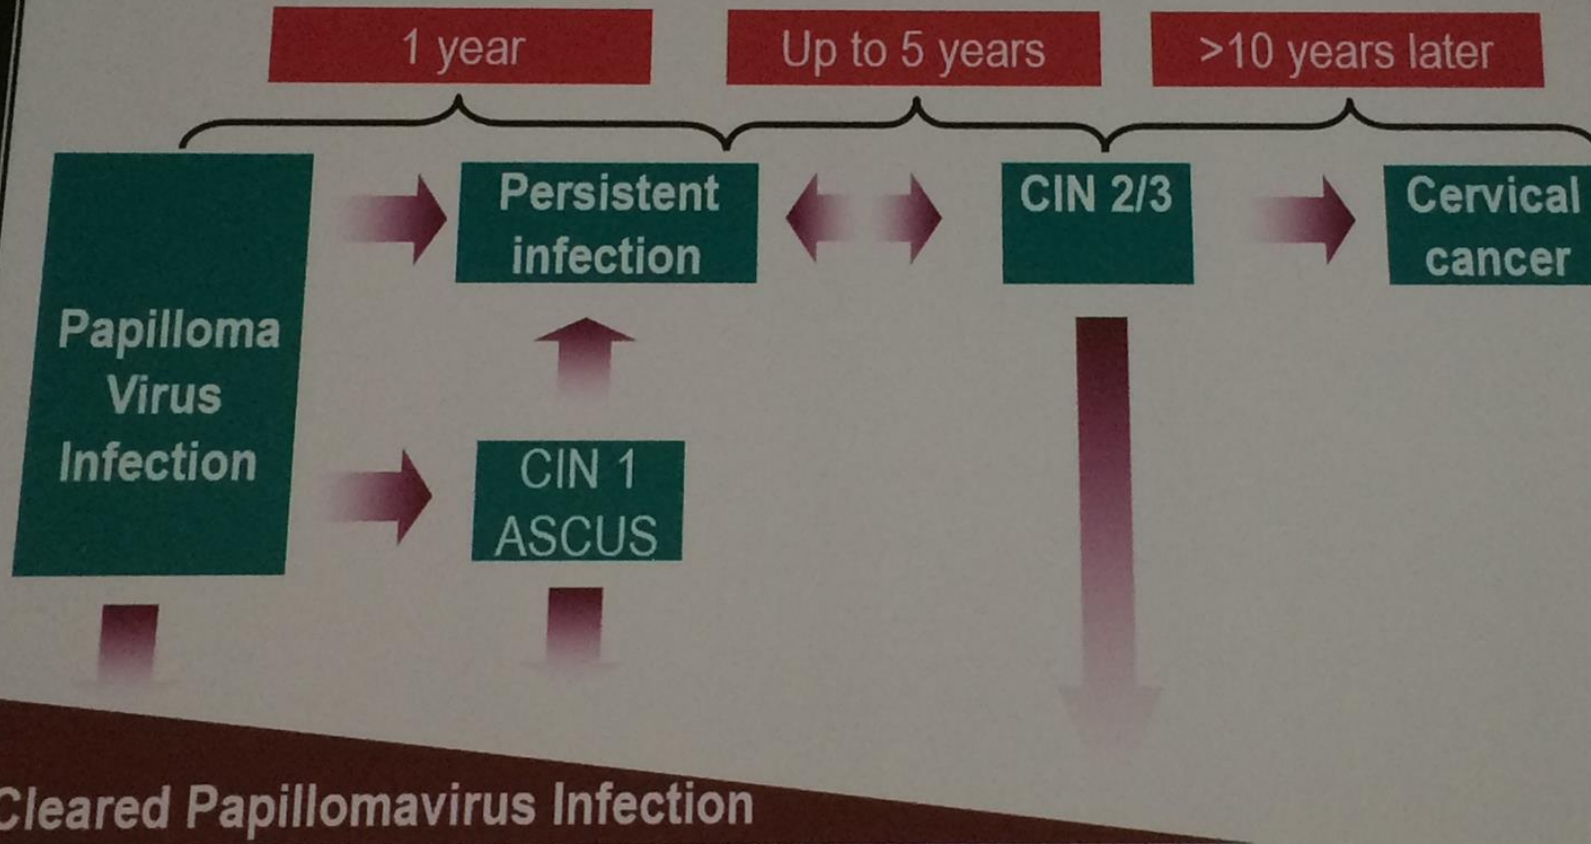 1 year
Up to 5 years
>10 years later
Papilloma
Virus
Infection
Persistent
infection
CIN 2/3
Cervical
cancer
CIN 1
ASCUS
Cleared Papillomavirus Infection